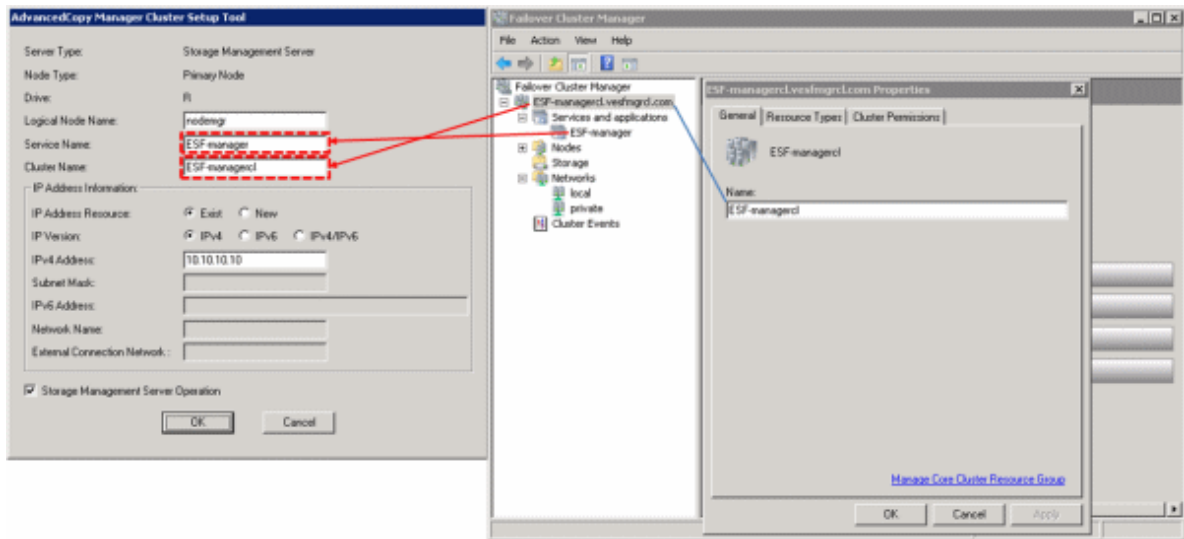 AdvancedCopy Manager Cluster Setup Tool
Server Type: Storage Management Server
Node Type: Primary Node
Drive: R
Logical Node Name: nodemgr
Service Name: ESF-manager
Cluster Name: ESF-managercl
IP Address Information:
IP Address Resource: Exist New
IP Version: IPv4 IPv6 IPv4/IPv6
IPv4 Address: 10.10.10.10
Subnet Mask:
IPv6 Address:
Network Name:
External Connection Network :
Storage Management Server Operation
OK Cancel
Failover Cluster Manager
File Action View Help
Failover Cluster Manager
ESF-managercl.vesfmgrcl.com
Services and applications
ESF-manager
Nodes
Storage
Networks
local
private
Cluster Events
ESF-managercl.vesfmgrcl.com Properties
General Resource Types Cluster Permissions
ESF-managercl
Name:
ESF-managercl
Manage Core Cluster Resource Group
OK Cancel Apply